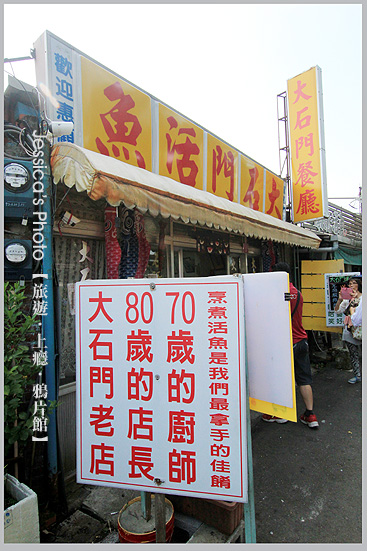 歡迎惠
大石門活魚
大石門餐廳
烹煮活魚是我們最拿手的佳餚
70歲的廚師
80歲的店長
大石門老店
© Jessica's Photo【旅遊．上癮．鴉片館】